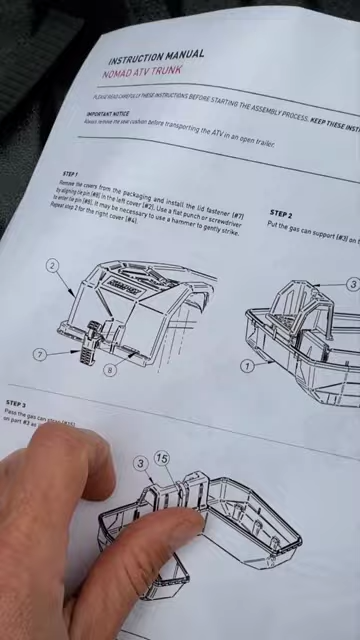 INSTRUCTION MANUAL
NOMAD ATV TRUNK
PLEASE READ CAREFULLY THESE INSTRUCTIONS BEFORE STARTING THE ASSEMBLY PROCESS. KEEP THESE INST
IMPORTANT NOTICE
Always remove the seat cushion before transporting the ATV in an open trailer.
STEP 1
Remove the covers from the packaging and install the lid fastener (#7)
by aligning tie pin (#8) in the left cover (#2). Use a flat punch or screwdriver
to enter tie pin (#8). It may be necessary to use a hammer to gently strike.
Repeat step 2 for the right cover (#4).
STEP 2
Put the gas can support (#3) on t
2
7
8
3
1
STEP 3
Pass the gas can
on part #3 as
3
15